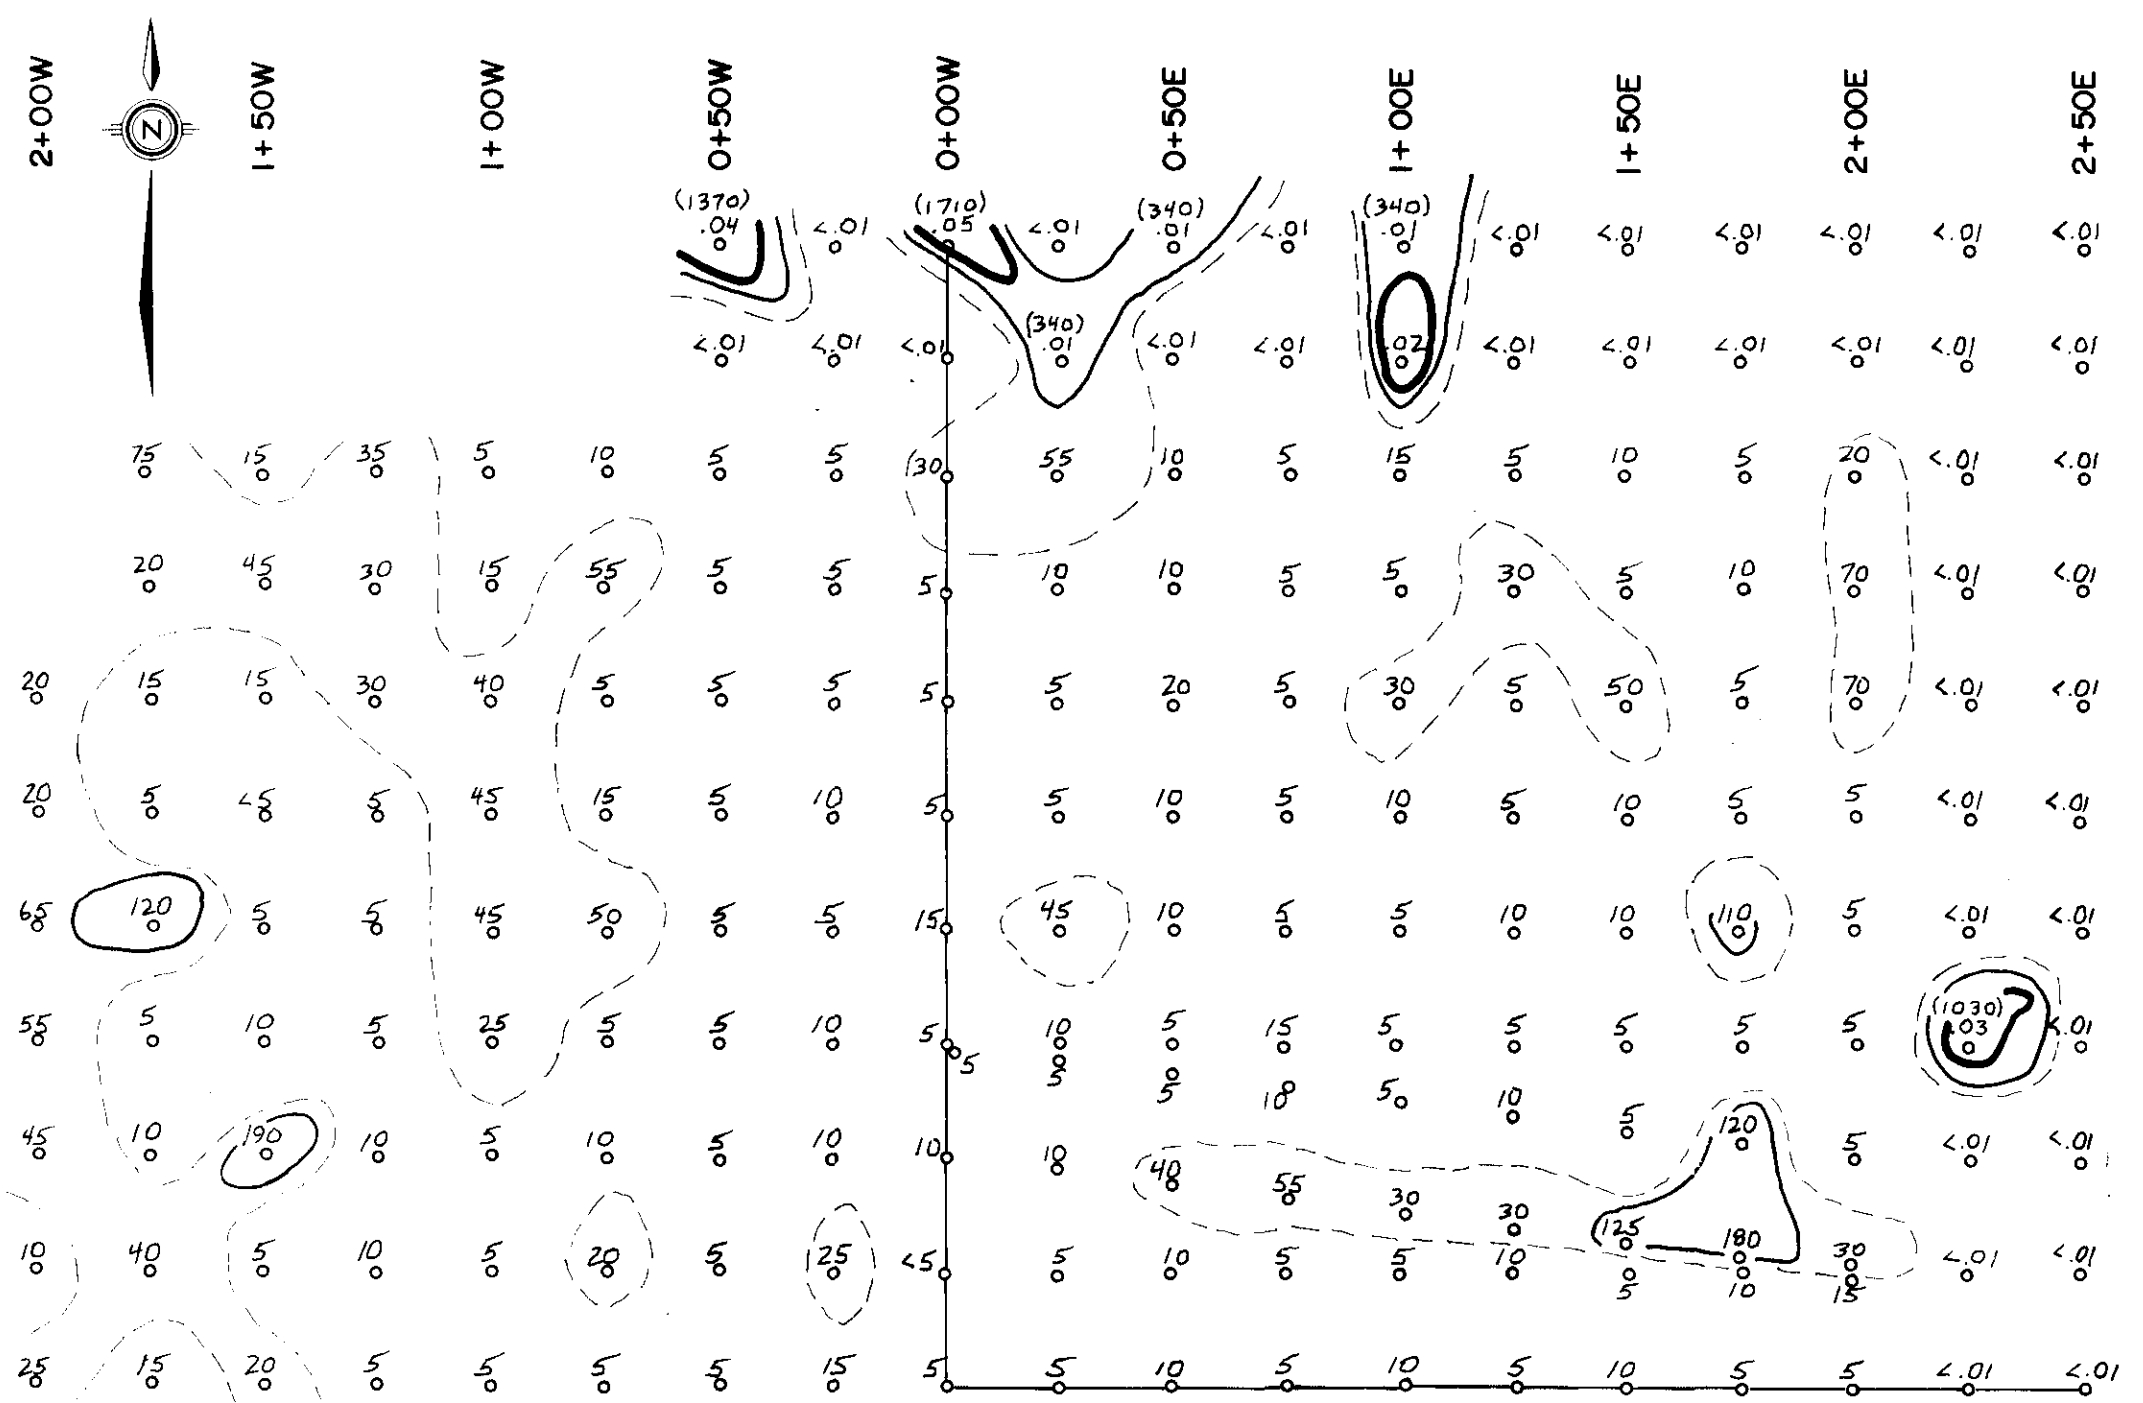 2+00W N 1+50W 1+00W 0+50W 0+00W 0+50E 1+00E 1+50E 2+00E 2+50E
(1370) (1710) (340) (340)
.04 <.01 .05 <.01 .01 <.01 .01 <.01 <.01 <.01 <.01 <.01 <.01
(340)
<.01 <.01 <.01 .01 <.01 <.01 .02 <.01 <.01 <.01 <.01 <.01 <.01
75 15 35 5 10 5 5 30 55 10 5 15 5 10 5 20 <.01 <.01
20 45 30 15 55 5 5 5 10 10 5 5 30 5 10 70 <.01 <.01
20 15 15 30 40 5 5 5 5 5 20 5 30 5 50 5 70 <.01 <.01
20 5 <5 5 45 15 5 10 5 5 10 5 10 5 10 5 5 <.01 <.01
65 120 5 5 45 50 5 5 15 45 10 5 5 10 10 110 5 <.01 <.01
(1030)
55 5 10 5 25 5 5 10 5 10 5 15 5 5 5 5 5 .03 <.01
5 5 5 10 5 10 5
45 10 190 10 5 10 5 10 10 10 40 55 30 30 125 120 5 <.01 <.01
10 40 5 10 5 20 5 25 <5 5 10 5 5 10 5 180 30 <.01 <.01
10 15
25 15 20 5 5 5 5 15 5 5 10 5 10 5 10 5 5 <.01 <.01